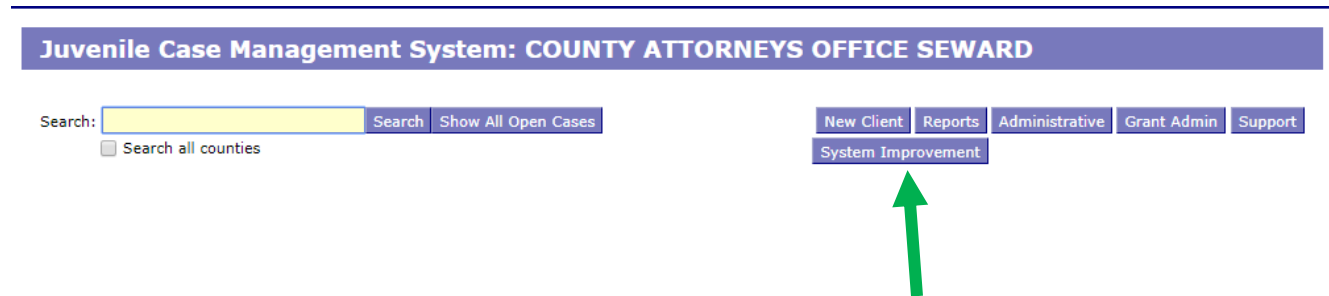 Juvenile Case Management System: COUNTY ATTORNEYS OFFICE SEWARD
Search: Search Show All Open Cases New Client Reports Administrative Grant Admin Support
Search all counties System Improvement